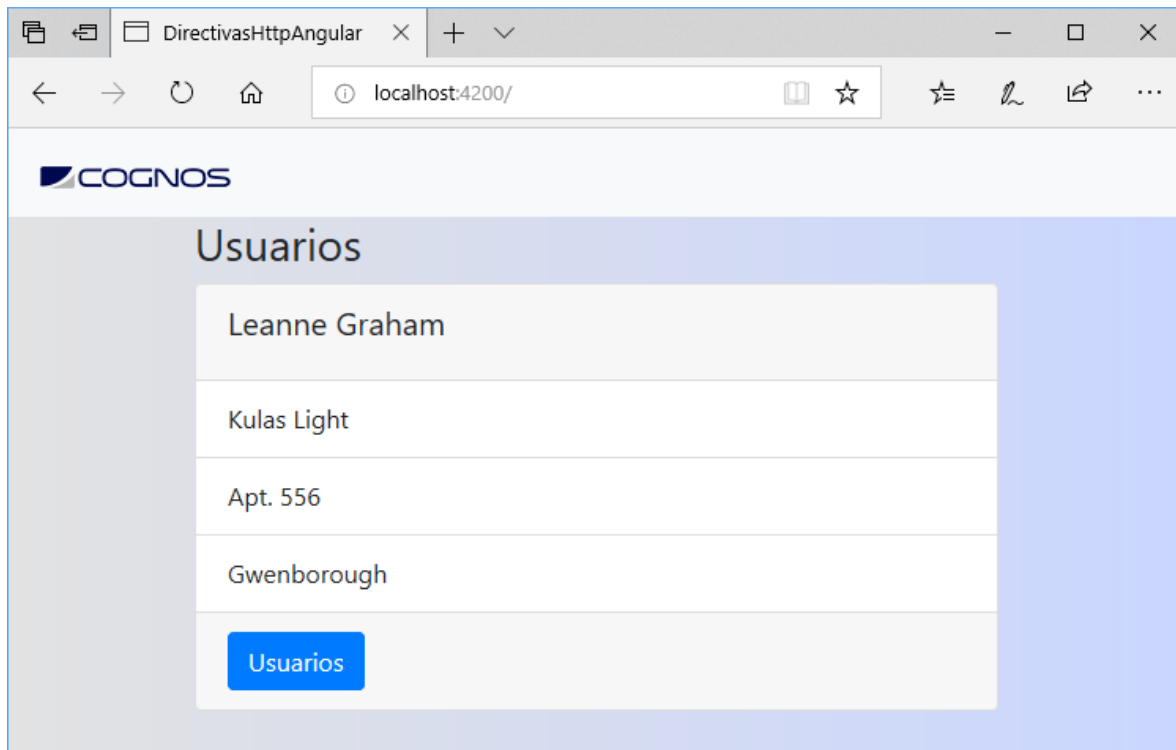 DirectivasHttpAngular
localhost:4200/
COGNOS
Usuarios
Leanne Graham
Kulas Light
Apt. 556
Gwenborough
Usuarios